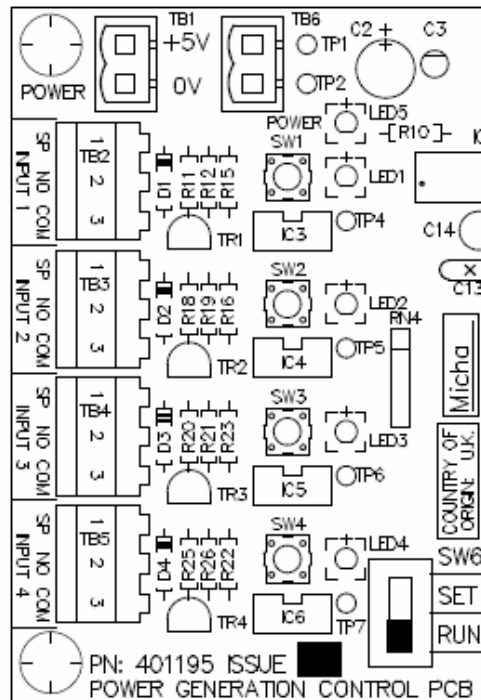 TB1
TB6
+5V
0V
POWER
TP1
TP2
C2
+
C3
LED5
POWER
R10
SP NO COM
INPUT 1
TB2
1
2
3
D1
R11
R12
R15
TR1
SW1
LED1
IC3
TP4
C14
C13
SP NO COM
INPUT 2
TB3
1
2
3
D2
R18
R19
R16
TR2
SW2
LED2
IC4
TP5
RN4
Micha
SP NO COM
INPUT 3
TB4
1
2
3
D3
R20
R21
R23
TR3
SW3
LED3
IC5
TP6
COUNTRY OF
ORIGIN: U.K.
SP NO COM
INPUT 4
TB5
1
2
3
D4
R25
R26
R22
TR4
SW4
LED4
IC6
TP7
SW6
SET
RUN
PN: 401195 ISSUE
POWER GENERATION CONTROL PCB